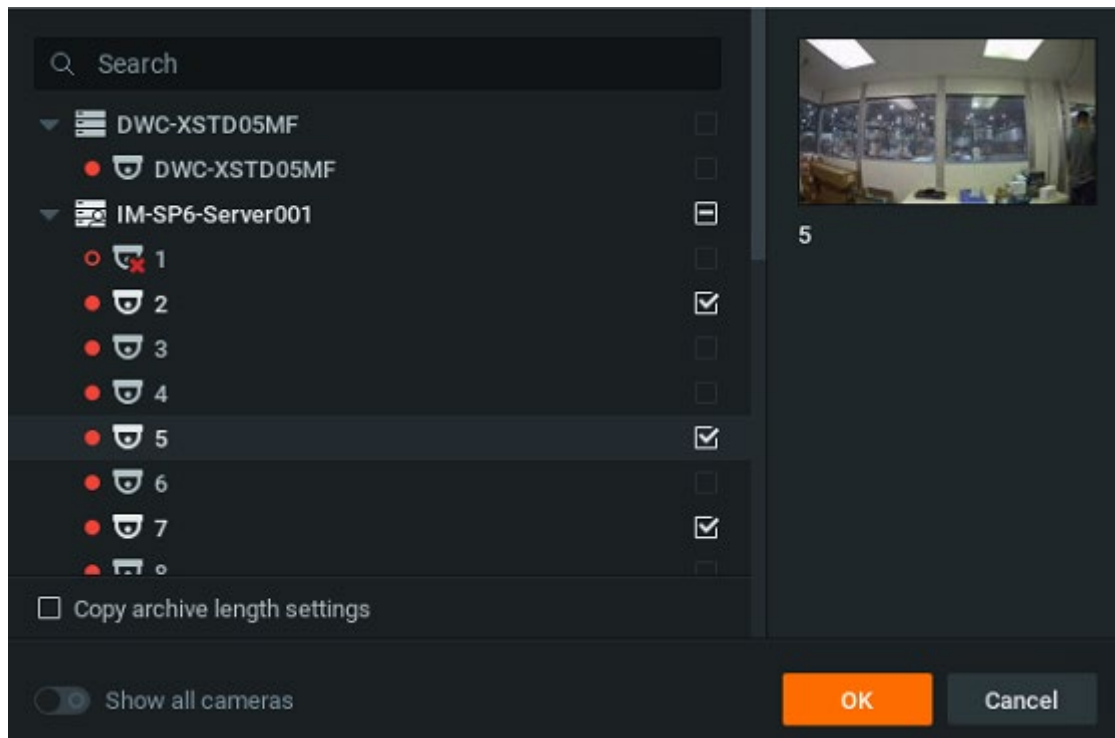 Search
DWC-XSTD05MF
DWC-XSTD05MF
IM-SP6-Server001
1
2
3
4
5
6
7
8
Copy archive length settings
Show all cameras
5
OK
Cancel